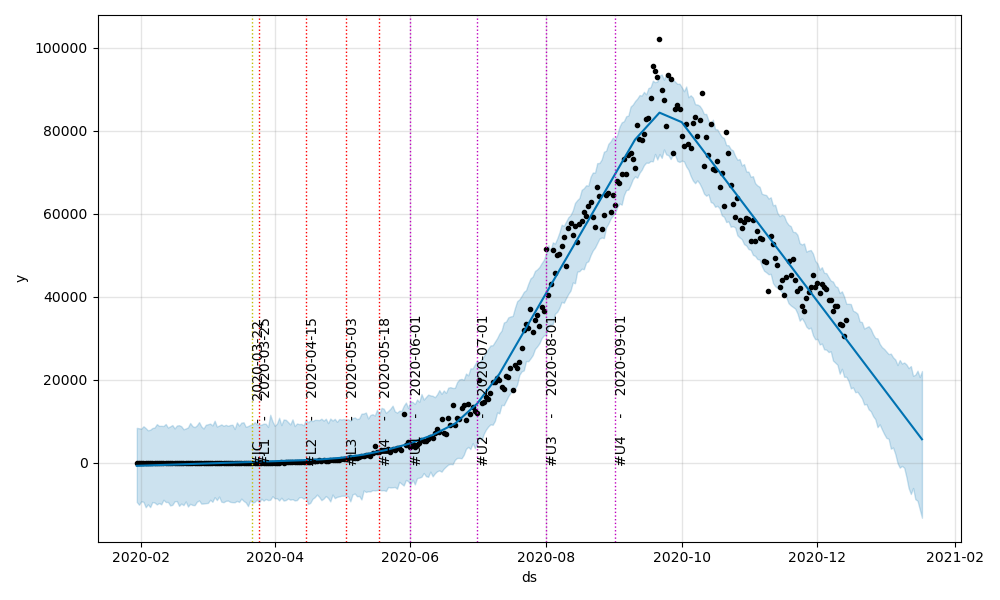 100000
80000
60000
40000
20000
0
y
#JC - 2020-03-22
#L1 - 2020-03-25
#L2 - 2020-04-15
#L3 - 2020-05-03
#L4 - 2020-05-18
#U1 - 2020-06-01
#U2 - 2020-07-01
#U3 - 2020-08-01
#U4 - 2020-09-01
2020-02
2020-04
2020-06
2020-08
2020-10
2020-12
2021-02
ds